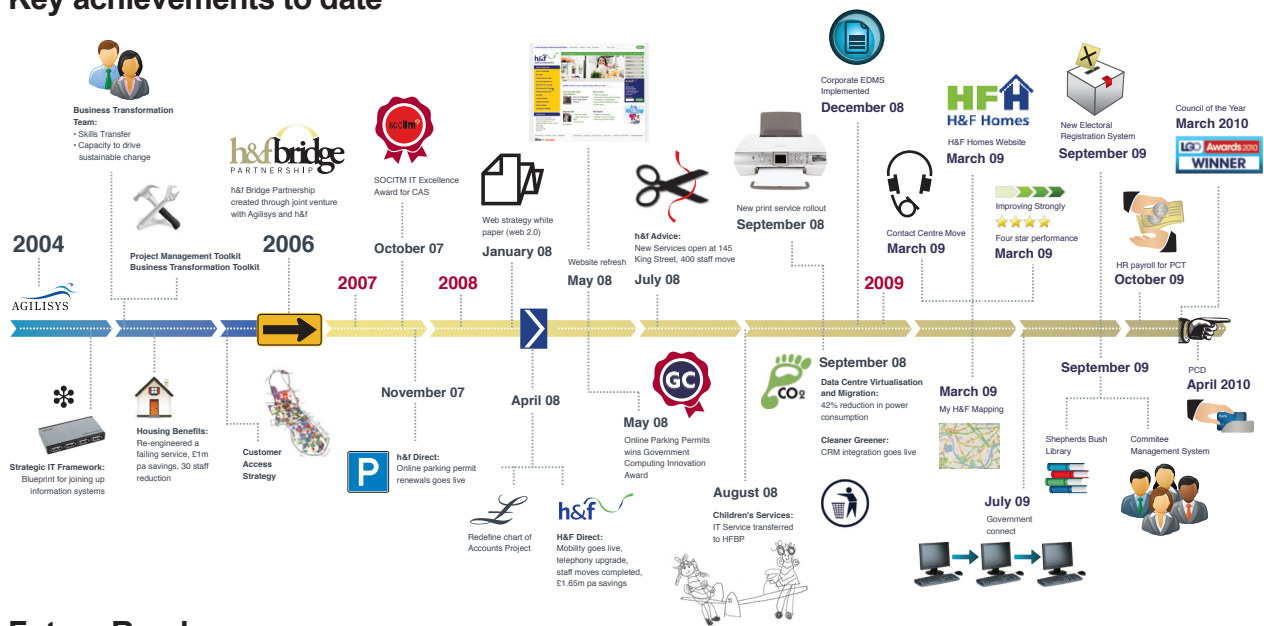 Key achievements to date
Business Transformation
Team:
• Skills Transfer
• Capacity to drive
sustainable change
Project Management Toolkit
Business Transformation Toolkit
2004
AGILISYS
h&fbridge
PARTNERSHIP
h&f Bridge Partnership
created through joint venture
with Agilisys and h&f
2006
2007
socitm
SOCITM IT Excellence
Award for CAS
October 07
2008
Web strategy white
paper (web 2.0)
January 08
h&f
Website refresh
May 08
h&f Advice:
New Services open at 145
King Street, 400 staff move
July 08
New print service rollout
September 08
Corporate EDMS
Implemented
December 08
2009
Contact Centre Move
March 09
HFH
H&F Homes
H&F Homes Website
March 09
Improving Strongly
Four star performance
March 09
New Electoral
Registration System
September 09
HR payroll for PCT
October 09
Council of the Year
March 2010
LGO Awards 2010
WINNER
Strategic IT Framework:
Blueprint for joining up
information systems
Housing Benefits:
Re-engineered a
failing service, £1m
pa savings, 30 staff
reduction
Customer
Access
Strategy
November 07
P
h&f Direct:
Online parking permit
renewals goes live
April 08
£
Redefine chart of
Accounts Project
h&f
H&F Direct:
Mobility goes live,
telephony upgrade,
staff moves completed,
£1.65m pa savings
GC
May 08
Online Parking Permits
wins Government
Computing Innovation
Award
August 08
Children's Services:
IT Service transferred
to HFBP
CO2
September 08
Data Centre Virtualisation
and Migration:
42% reduction in power
consumption
Cleaner Greener:
CRM integration goes live
March 09
My H&F Mapping
July 09
Government
connect
September 09
Shepherds Bush
Library
Commitee
Management System
PCD
April 2010